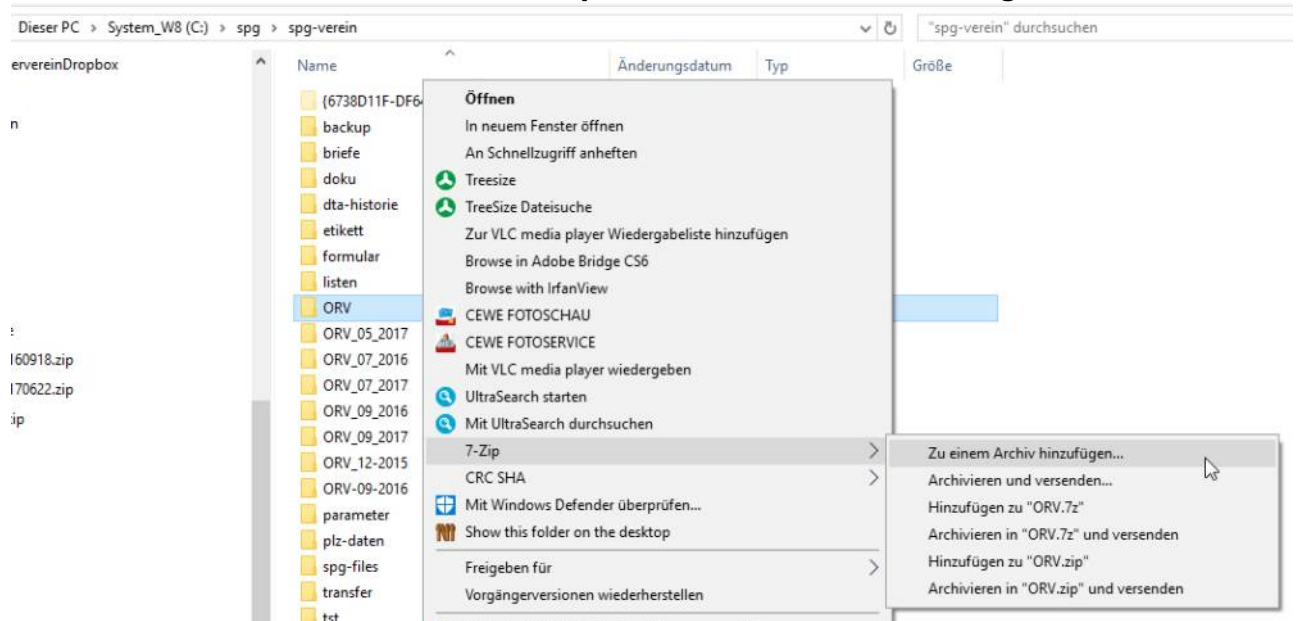 Dieser PC > System_W8 (C:) > spg > spg-verein
"spg-verein" durchsuchen
ervereinDropbox
n
160918.zip
170622.zip
zip
Name
Änderungsdatum
Typ
Größe
{6738D11F-DF64
backup
briefe
doku
dta-historie
etikett
formular
listen
ORV
ORV_05_2017
ORV_07_2016
ORV_07_2017
ORV_09_2016
ORV_09_2017
ORV_12-2015
ORV-09-2016
parameter
plz-daten
spg-files
transfer
tst
Öffnen
In neuem Fenster öffnen
An Schnellzugriff anheften
Treesize
TreeSize Dateisuche
Zur VLC media player Wiedergabeliste hinzufügen
Browse in Adobe Bridge CS6
Browse with IrfanView
CEWE FOTOSCHAU
CEWE FOTOSERVICE
Mit VLC media player wiedergeben
UltraSearch starten
Mit UltraSearch durchsuchen
7-Zip
CRC SHA
Mit Windows Defender überprüfen...
Show this folder on the desktop
Freigeben für
Vorgängerversionen wiederherstellen
Zu einem Archiv hinzufügen...
Archivieren und versenden...
Hinzufügen zu "ORV.7z"
Archivieren in "ORV.7z" und versenden
Hinzufügen zu "ORV.zip"
Archivieren in "ORV.zip" und versenden